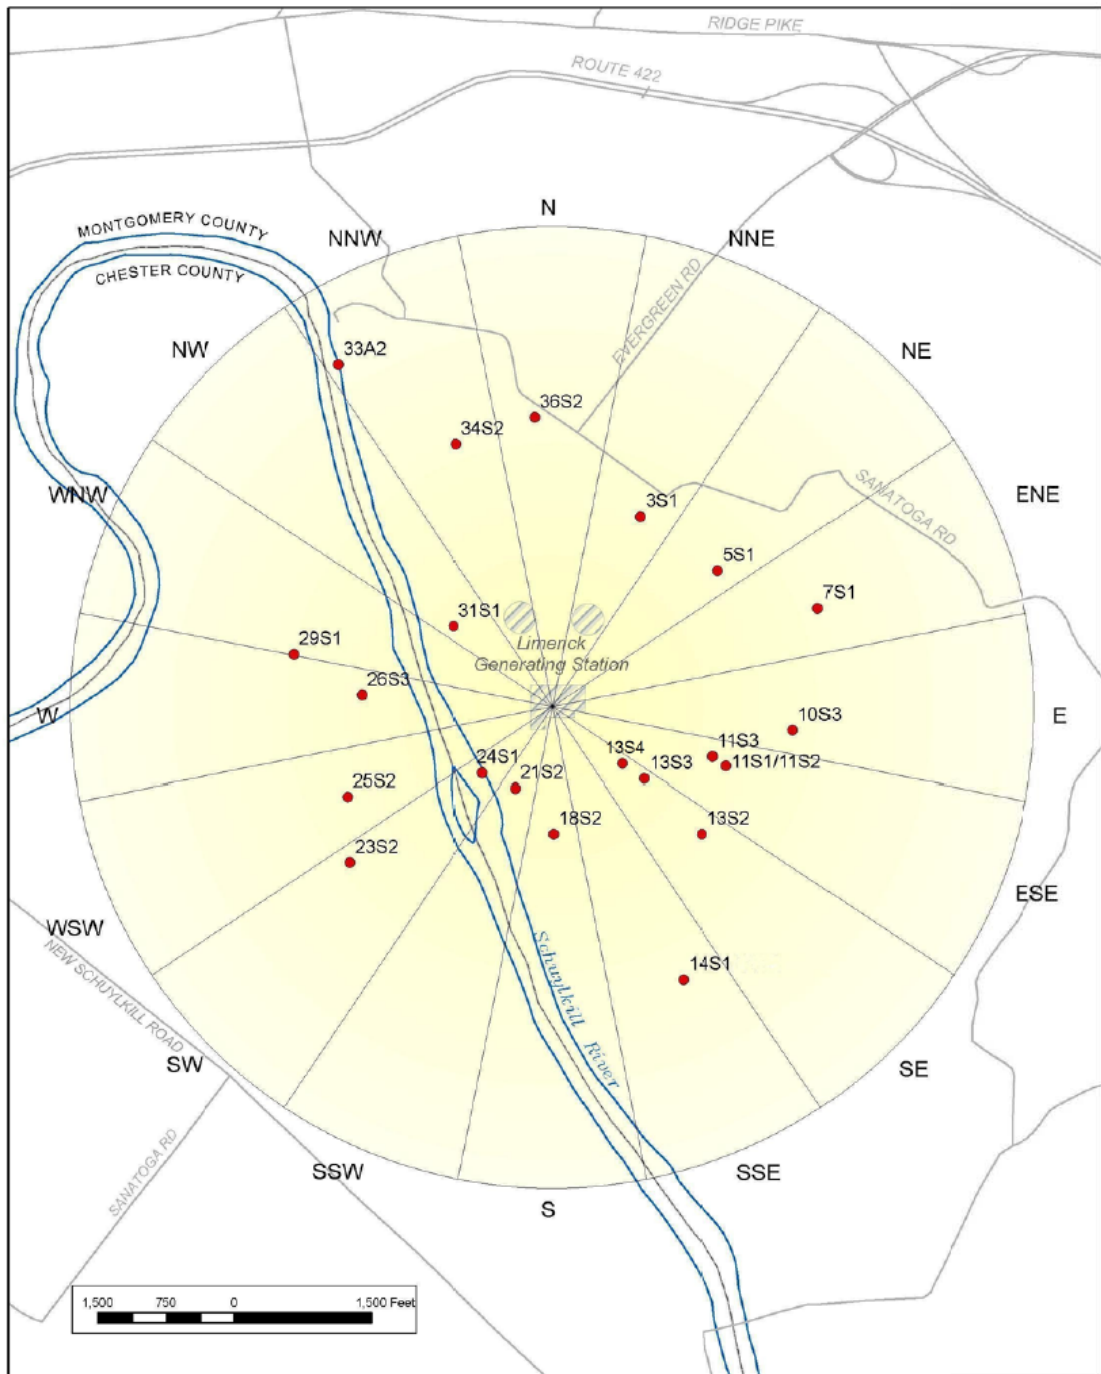 RIDGE PIKE
ROUTE 422
N
MONTGOMERY COUNTY
NNW
NNE
CHESTER COUNTY
EVERGREEN RD
NW
33A2
NE
36S2
34S2
WNW
SANATOGA RD
ENE
3S1
5S1
7S1
31S1
29S1
Limerick
Generating Station
26S3
W
E
10S3
11S3
13S4
11S1/11S2
24S1
13S3
21S2
25S2
18S2
13S2
23S2
ESE
WSW
NEW SCHUYLKILL ROAD
Schuylkill River
14S1
SW
SE
SANATOGA RD
SSW
SSE
S
1,500 750 0 1,500 Feet